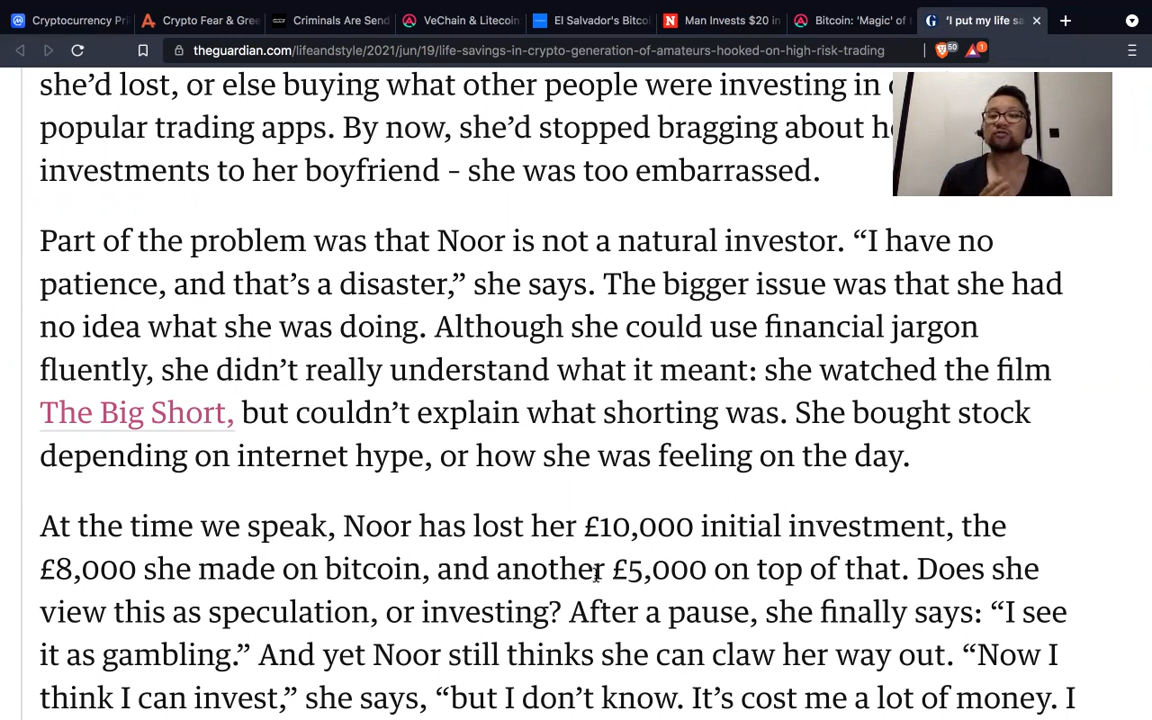 Cryptocurrency Pri
Crypto Fear & Gre
Criminals Are Send
VeChain & Litecoin
El Salvador's Bitco
Man Invests $20 in
Bitcoin: 'Magic' of
'I put my life sa
theguardian.com/lifeandstyle/2021/jun/19/life-savings-in-crypto-generation-of-amateurs-hooked-on-high-risk-trading
50
1
she'd lost, or else buying what other people were investing in
popular trading apps. By now, she'd stopped bragging about
investments to her boyfriend – she was too embarrassed.
Part of the problem was that Noor is not a natural investor. “I have no
patience, and that's a disaster,” she says. The bigger issue was that she had
no idea what she was doing. Although she could use financial jargon
fluently, she didn't really understand what it meant: she watched the film
The Big Short, but couldn't explain what shorting was. She bought stock
depending on internet hype, or how she was feeling on the day.
At the time we speak, Noor has lost her £10,000 initial investment, the
£8,000 she made on bitcoin, and another £5,000 on top of that. Does she
view this as speculation, or investing? After a pause, she finally says: “I see
it as gambling.” And yet Noor still thinks she can claw her way out. “Now I
think I can invest,” she says, “but I don't know. It's cost me a lot of money. I